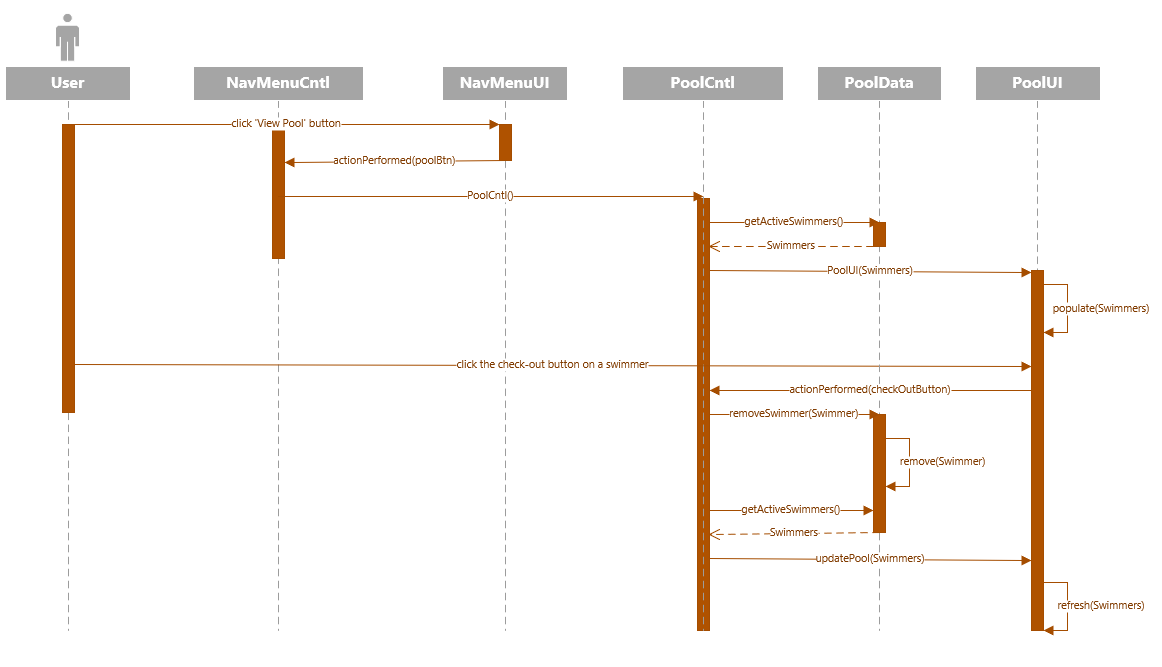 User
NavMenuCntl
NavMenuUI
PoolCntl
PoolData
PoolUI
click 'View Pool' button
actionPerformed(poolBtn)
PoolCntl()
getActiveSwimmers()
Swimmers
PoolUI(Swimmers)
populate(Swimmers)
click the check-out button on a swimmer
actionPerformed(checkOutButton)
removeSwimmer(Swimmer)
remove(Swimmer)
getActiveSwimmers()
Swimmers
updatePool(Swimmers)
refresh(Swimmers)